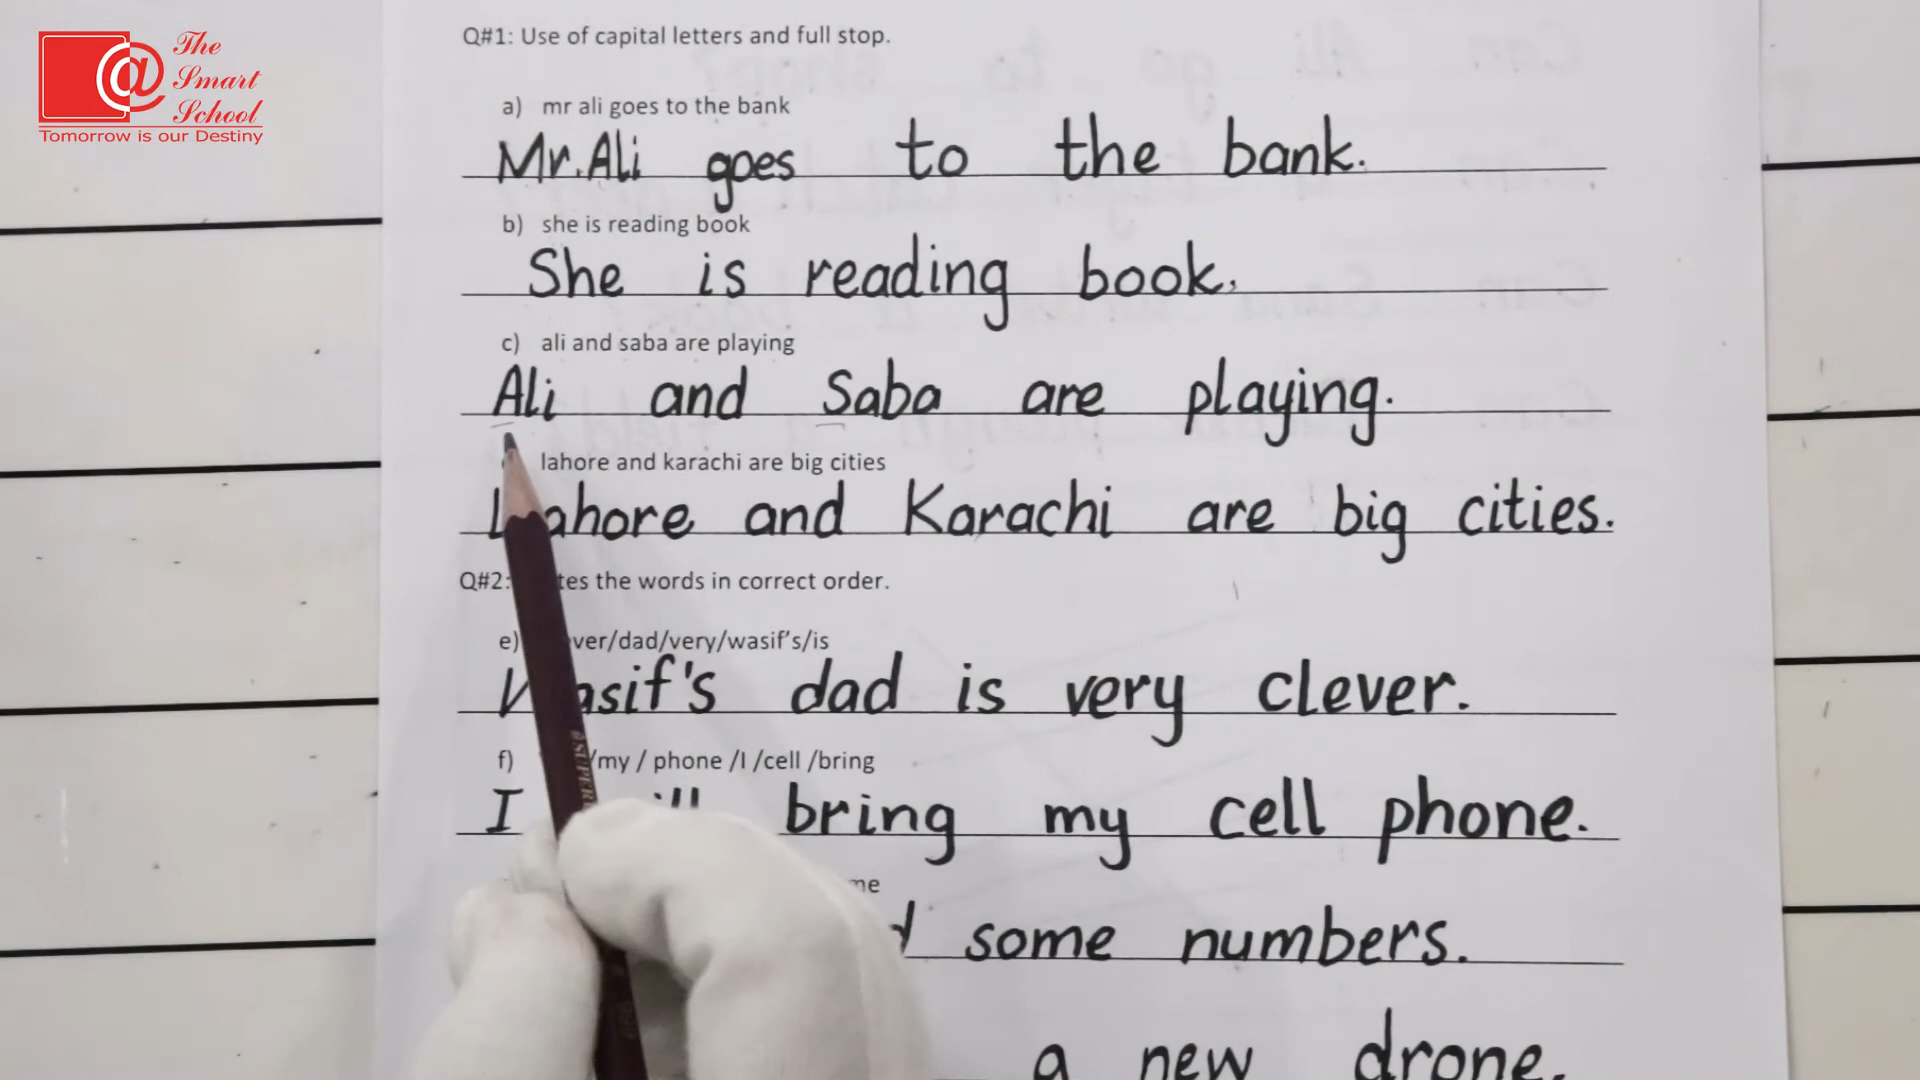 The
Smart
School
Tomorrow is our Destiny
Q#1: Use of capital letters and full stop.
a) mr ali goes to the bank
Mr. Ali goes to the bank.
b) she is reading book
She is reading book.
c) ali and saba are playing
Ali and Saba are playing.
lahore and karachi are big cities
Lahore and Karachi are big cities.
Q#2: the words in correct order.
e) /dad/very/wasif's/is
Wasif's dad is very clever.
f) /my / phone /I /cell /bring
I bring my cell phone.
some numbers.
a new drone.